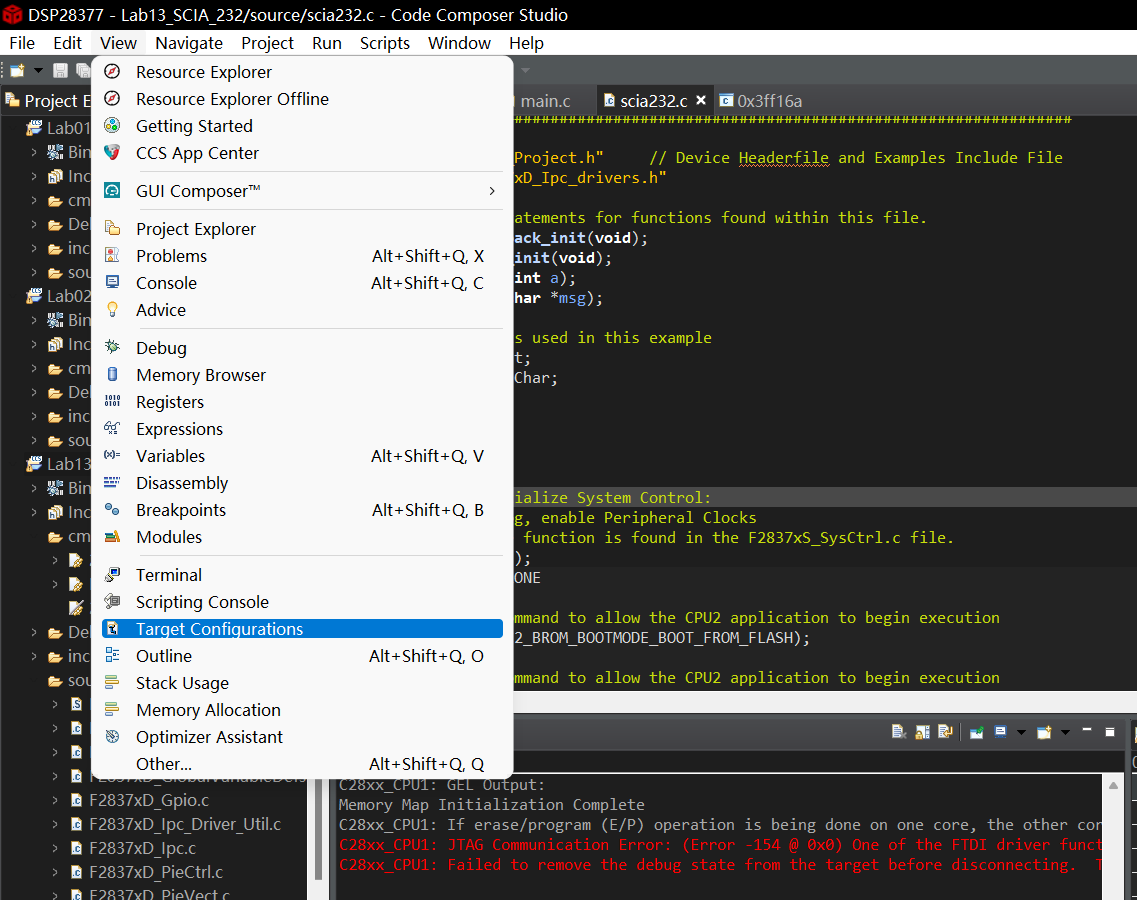 DSP28377 - Lab13_SCIA_232/source/scia232.c - Code Composer Studio
File Edit View Navigate Project Run Scripts Window Help
Project E
main.c
scia232.c
0x3ff16a
Lab01
Bin
Inc
cm
De
inc
sou
Lab02
Bin
Inc
cm
De
inc
sou
Lab13
Bin
Inc
cm
De
inc
sou
F2837xD_Gpio.c
F2837xD_Ipc_Driver_Util.c
F2837xD_Ipc.c
F2837xD_PieCtrl.c
F2837xD_PieVect.c
Resource Explorer
Resource Explorer Offline
Getting Started
CCS App Center
GUI Composer™
Project Explorer
Problems Alt+Shift+Q, X
Console Alt+Shift+Q, C
Advice
Debug
Memory Browser
Registers
Expressions
Variables Alt+Shift+Q, V
Disassembly
Breakpoints Alt+Shift+Q, B
Modules
Terminal
Scripting Console
Target Configurations
Outline Alt+Shift+Q, O
Stack Usage
Memory Allocation
Optimizer Assistant
Other... Alt+Shift+Q, Q
_Project.h" // Device Headerfile and Examples Include File
xD_Ipc_drivers.h"
atements for functions found within this file.
ack_init(void);
init(void);
int a);
har *msg);
s used in this example
t;
Char;
ialize System Control:
g, enable Peripheral Clocks
function is found in the F2837xS_SysCtrl.c file.
);
ONE
mmand to allow the CPU2 application to begin execution
2_BROM_BOOTMODE_BOOT_FROM_FLASH);
mmand to allow the CPU2 application to begin execution
C28xx_CPU1: GEL Output:
Memory Map Initialization Complete
C28xx_CPU1: If erase/program (E/P) operation is being done on one core, the other cor
C28xx_CPU1: JTAG Communication Error: (Error -154 @ 0x0) One of the FTDI driver funct
C28xx_CPU1: Failed to remove the debug state from the target before disconnecting. T